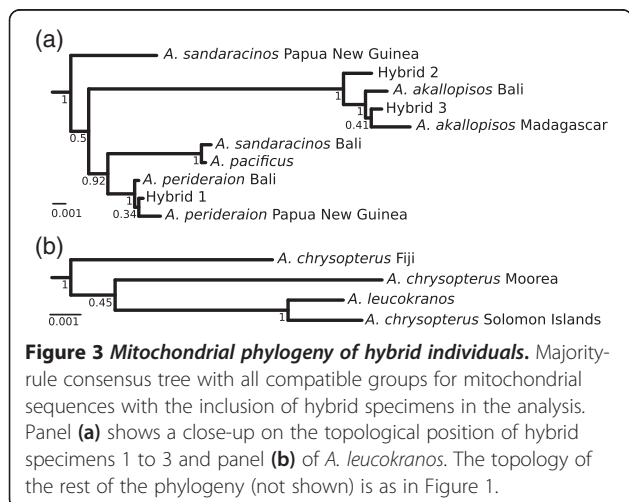 (a)
A. sandaracinos Papua New Guinea
Hybrid 2
1
A. akallopisos Bali
1
1
Hybrid 3
0.5
0.41
A. akallopisos Madagascar
A. sandaracinos Bali
0.92
1
A. pacificus
A. perideraion Bali
1
Hybrid 1
0.001
0.34
A. perideraion Papua New Guinea
(b)
A. chrysopterus Fiji
1
A. chrysopterus Moorea
0.45
A. leucokranos
0.001
1
A. chrysopterus Solomon Islands
Figure 3 Mitochondrial phylogeny of hybrid individuals. Majority-
rule consensus tree with all compatible groups for mitochondrial
sequences with the inclusion of hybrid specimens in the analysis.
Panel (a) shows a close-up on the topological position of hybrid
specimens 1 to 3 and panel (b) of A. leucokranos. The topology of
the rest of the phylogeny (not shown) is as in Figure 1.